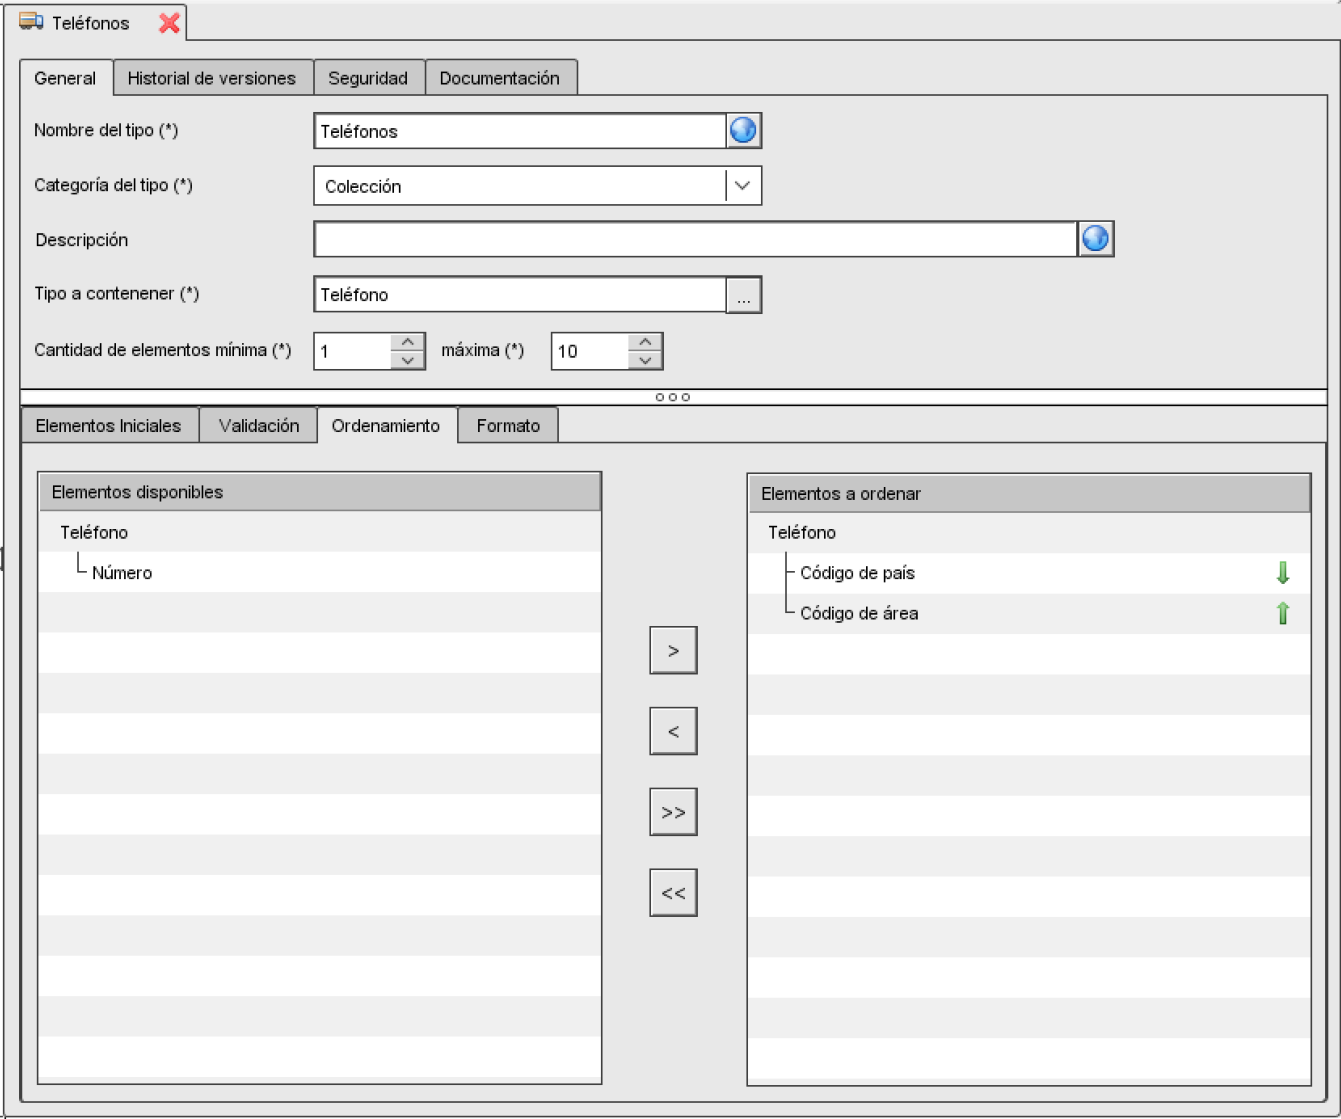 Teléfonos
General Historial de versiones Seguridad Documentación
Nombre del tipo (*) Teléfonos
Categoría del tipo (*) Colección
Descripción
Tipo a contenener (*) Teléfono ...
Cantidad de elementos mínima (*) 1 máxima (*) 10
Elementos Iniciales Validación Ordenamiento Formato
Elementos disponibles
Teléfono
Número
>
<
>>
<<
Elementos a ordenar
Teléfono
Código de país
Código de área